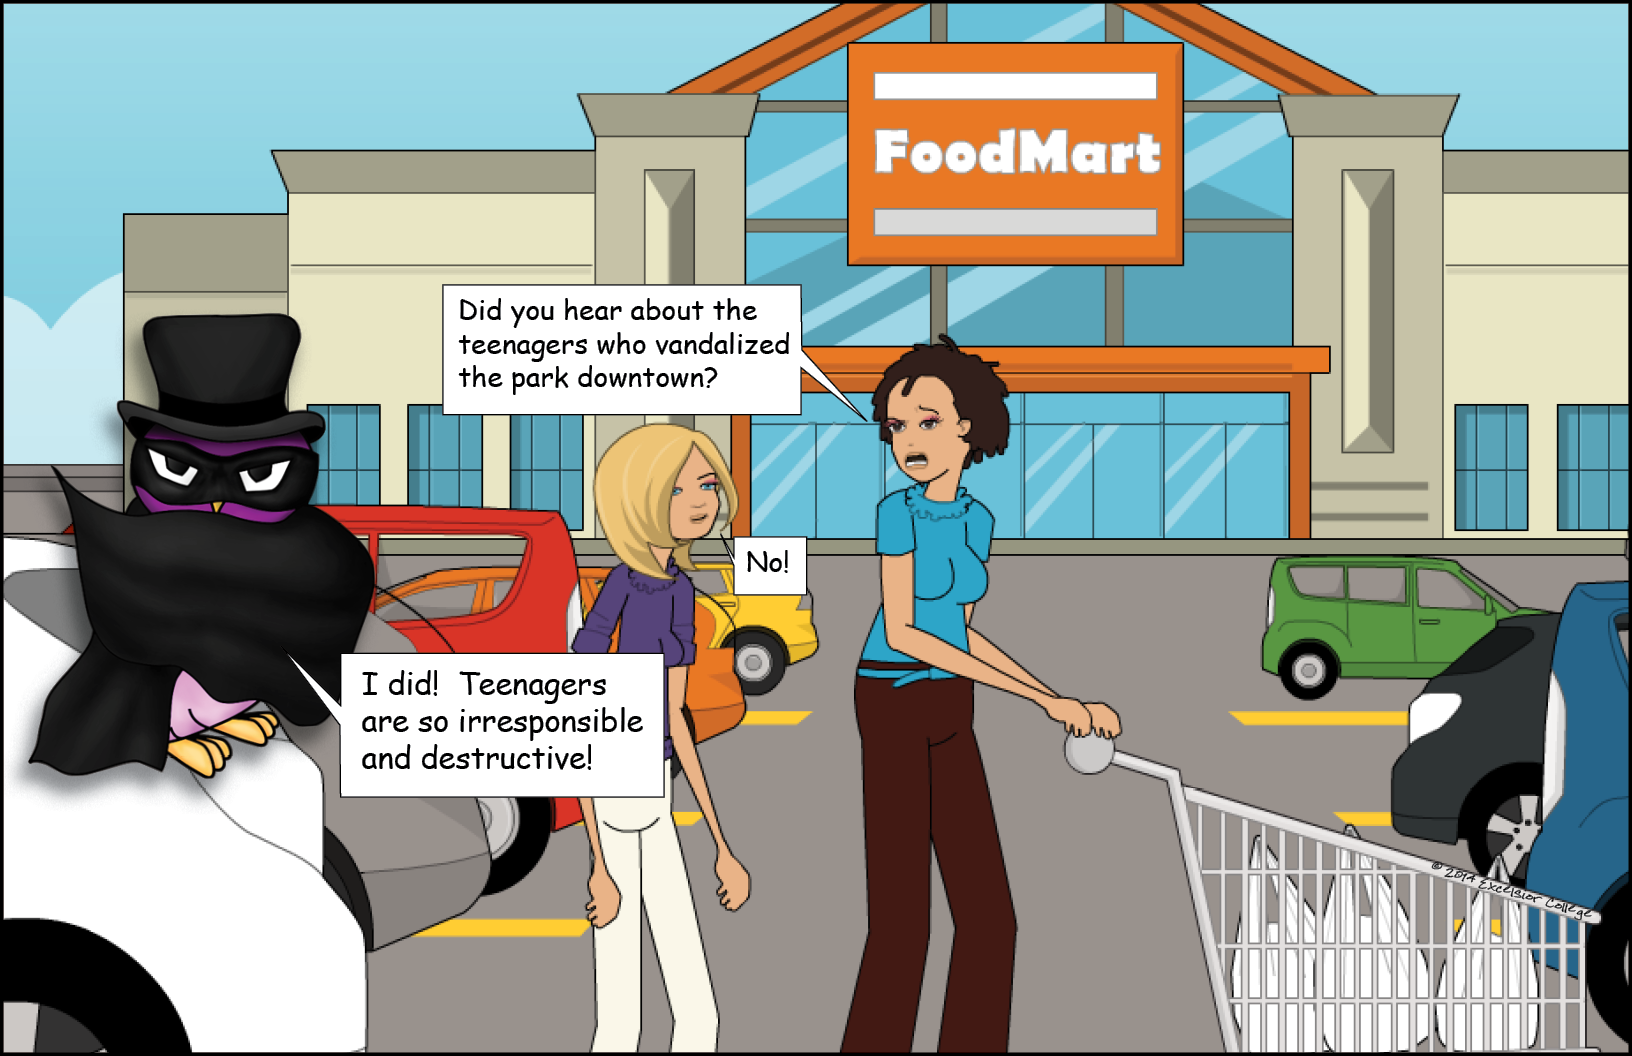 FoodMart
Did you hear about the
teenagers who vandalized
the park downtown?
No!
I did!  Teenagers
are so irresponsible
and destructive!
© 2014 Excelsior College